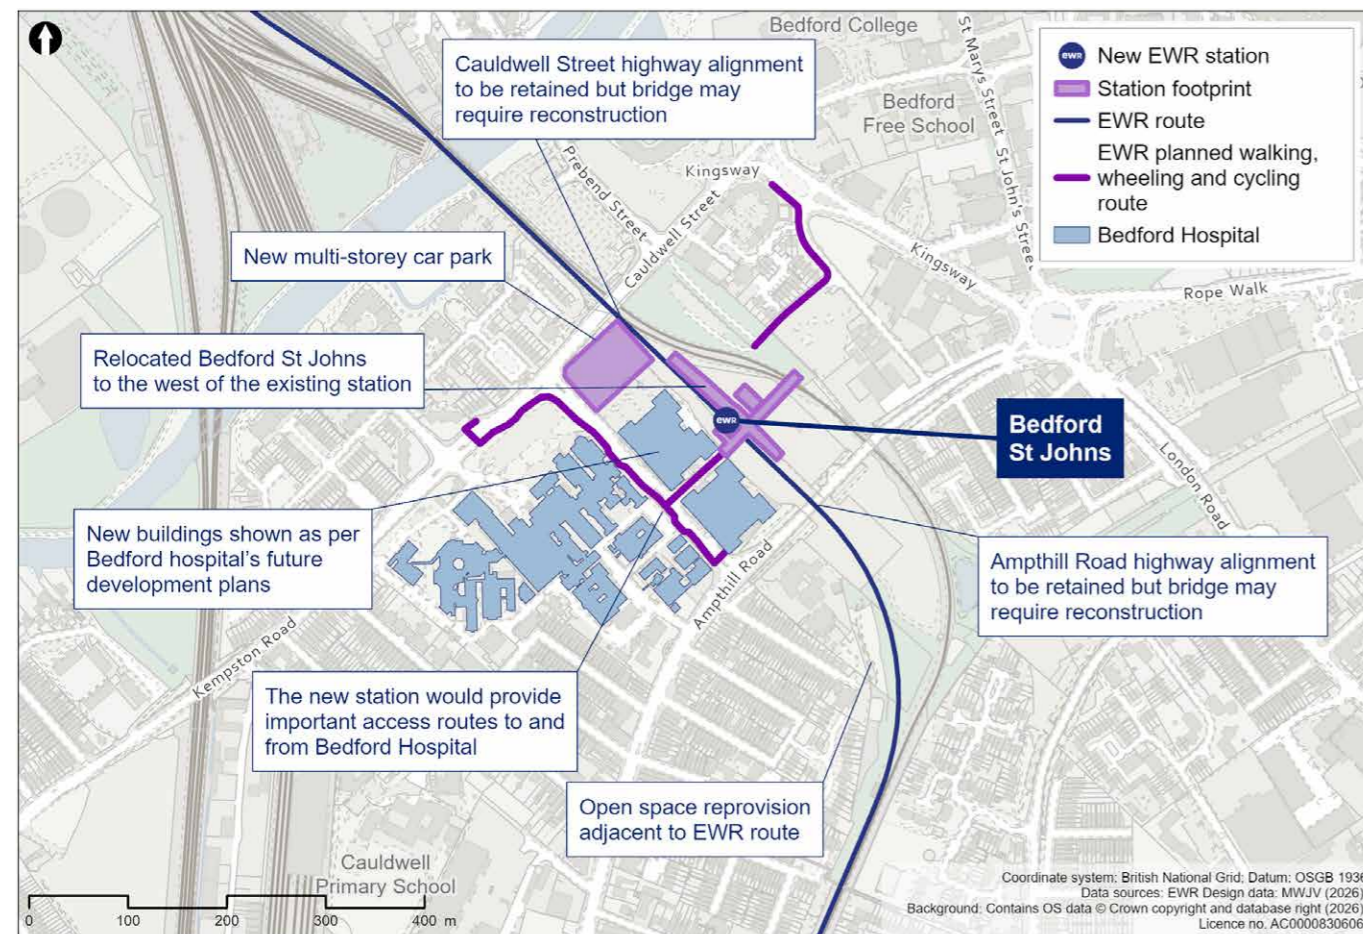 Bedford College
St Marys Street
St John's Street
Bedford
Free School
Cauldwell Street highway alignment
to be retained but bridge may
require reconstruction
ewr
New EWR station
Station footprint
EWR route
EWR planned walking,
wheeling and cycling
route
Bedford Hospital
Kingsway
Prebend Street
Cauldwell Street
Kingsway
Rope Walk
New multi-storey car park
Relocated Bedford St Johns
to the west of the existing station
ewr
Bedford
St Johns
London Road
New buildings shown as per
Bedford hospital's future
development plans
Ampthill Road
Ampthill Road highway alignment
to be retained but bridge may
require reconstruction
Kempston Road
The new station would provide
important access routes to and
from Bedford Hospital
Open space reprovision
adjacent to EWR route
Cauldwell
Primary School
0 100 200 300 400 m
Coordinate system: British National Grid; Datum: OSGB 1936
Data sources: EWR Design data: MWJV (2026)
Background: Contains OS data © Crown copyright and database right (2026)
Licence no. AC0000830606